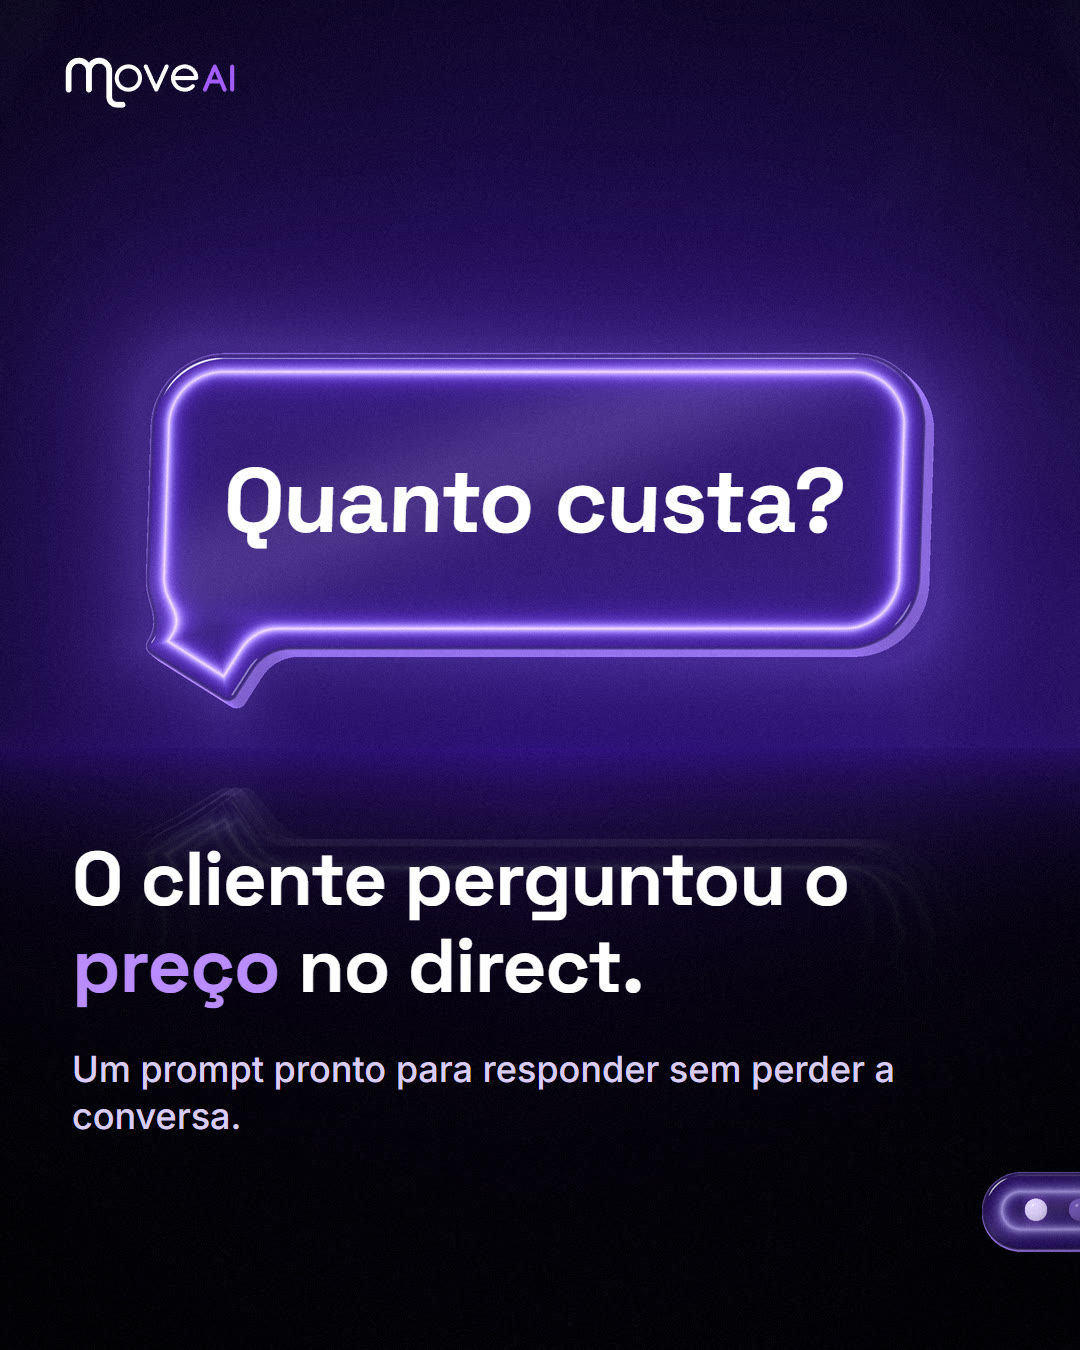 moveAI
Quanto custa?
O cliente perguntou o
preço no direct.
Um prompt pronto para responder sem perder a
conversa.